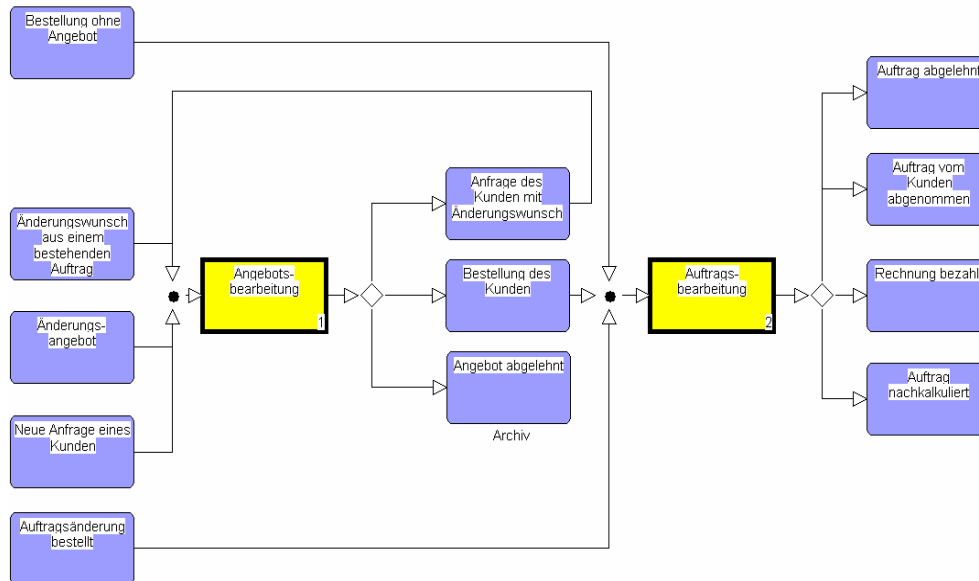 Bestellung ohne
Angebot
Änderungswunsch
aus einem
bestehenden
Auftrag
Änderungs-
angebot
Neue Anfrage eines
Kunden
Auftragsänderung
bestellt
Angebots-
bearbeitung
1
Anfrage des
Kunden mit
Änderungswunsch
Bestellung des
Kunden
Angebot abgelehnt
Archiv
Auftrags-
bearbeitung
2
Auftrag abgelehnt
Auftrag vom
Kunden
abgenommen
Rechnung bezahl
Auftrag
nachkalkuliert